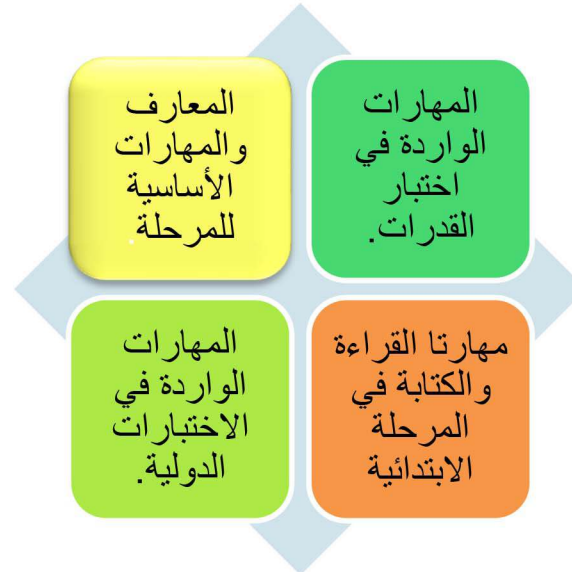 المهارات
الواردة في
اختبار
القدرات.
المعارف
والمهارات
الأساسية
للمرحلة.
مهارتا القراءة
والكتابة في
المرحلة
الابتدائية
المهارات
الواردة في
الاختبارات
الدولية.